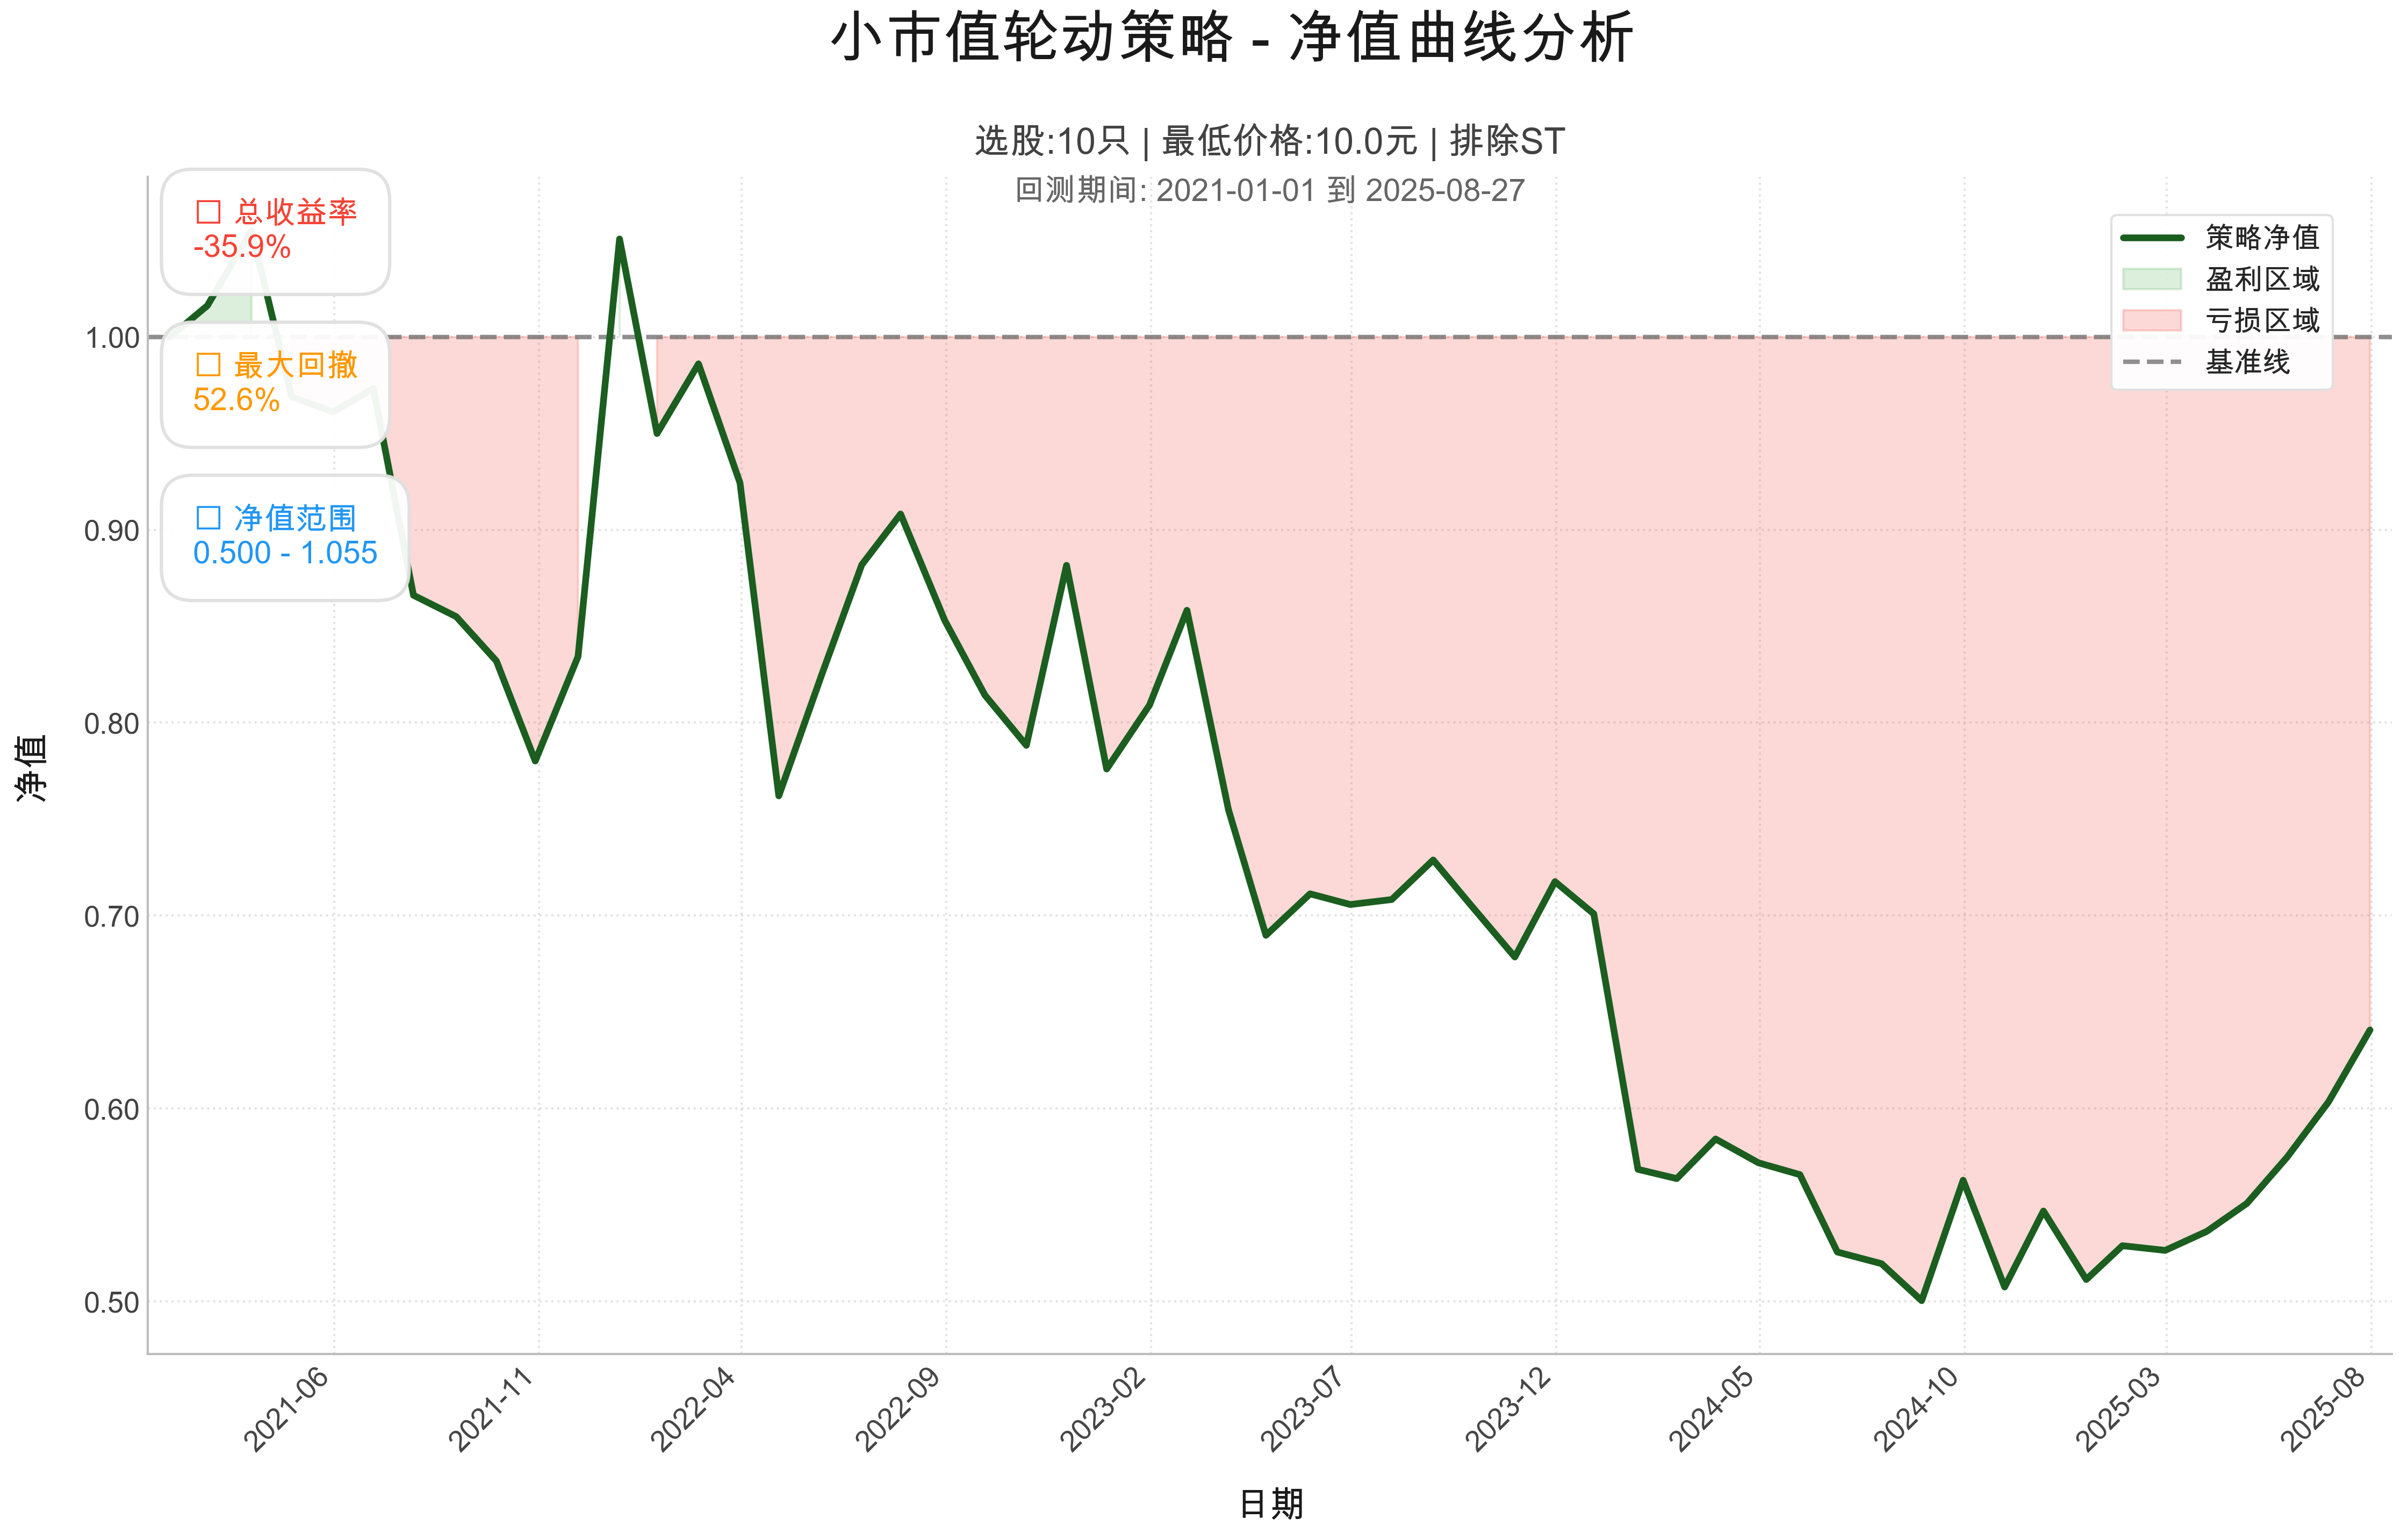 小市值轮动策略 - 净值曲线分析
选股:10只 | 最低价格:10.0元 | 排除ST
回测期间: 2021-01-01 到 2025-08-27
□ 总收益率
-35.9%
□ 最大回撤
52.6%
□ 净值范围
0.500 - 1.055
策略净值
盈利区域
亏损区域
基准线
净值
1.00
0.90
0.80
0.70
0.60
0.50
2021-06
2021-11
2022-04
2022-09
2023-02
2023-07
2023-12
2024-05
2024-10
2025-03
2025-08
日期